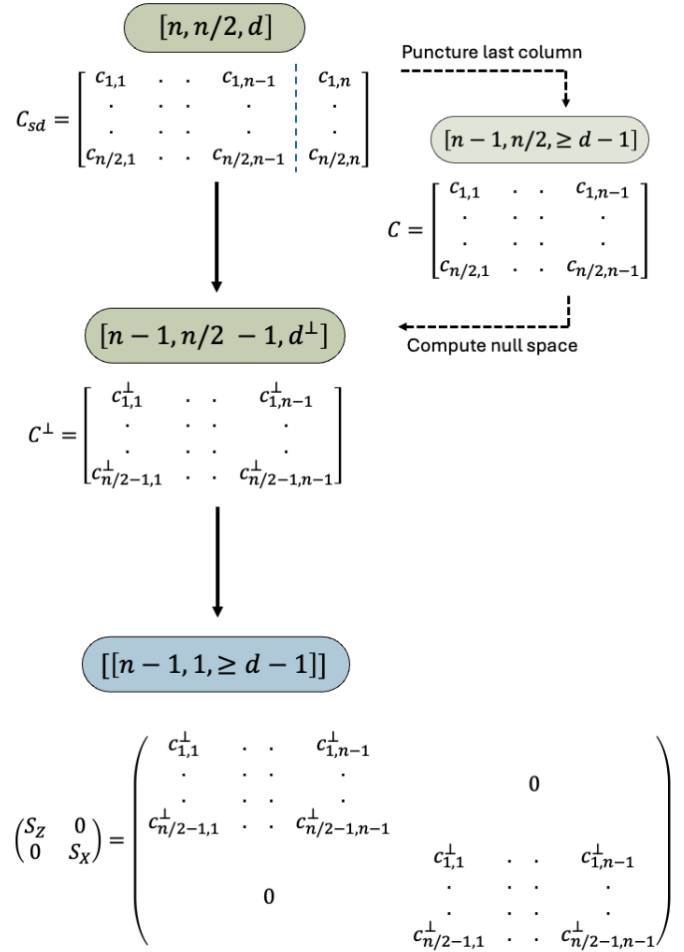 [n, n/2, d]
Puncture last column
C_{sd} = [ c_{1,1} . . c_{1,n−1} c_{1,n}
. . . . .
. . . . .
c_{n/2,1} . . c_{n/2,n−1} c_{n/2,n} ]
[n − 1, n/2, ≥ d − 1]
C = [ c_{1,1} . . c_{1,n−1}
. . . .
. . . .
c_{n/2,1} . . c_{n/2,n−1} ]
[n − 1, n/2 − 1, d^⊥]
Compute null space
C^⊥ = [ c^⊥_{1,1} . . c^⊥_{1,n−1}
. . . .
. . . .
c^⊥_{n/2−1,1} . . c^⊥_{n/2−1,n−1} ]
[[n − 1, 1, ≥ d − 1]]
( S_Z 0
0 S_X ) = ( c^⊥_{1,1} . . c^⊥_{1,n−1}
. . . . 0
. . . .
c^⊥_{n/2−1,1} . . c^⊥_{n/2−1,n−1}
c^⊥_{1,1} . . c^⊥_{1,n−1}
0 . . . .
. . . .
c^⊥_{n/2−1,1} . . c^⊥_{n/2−1,n−1} )